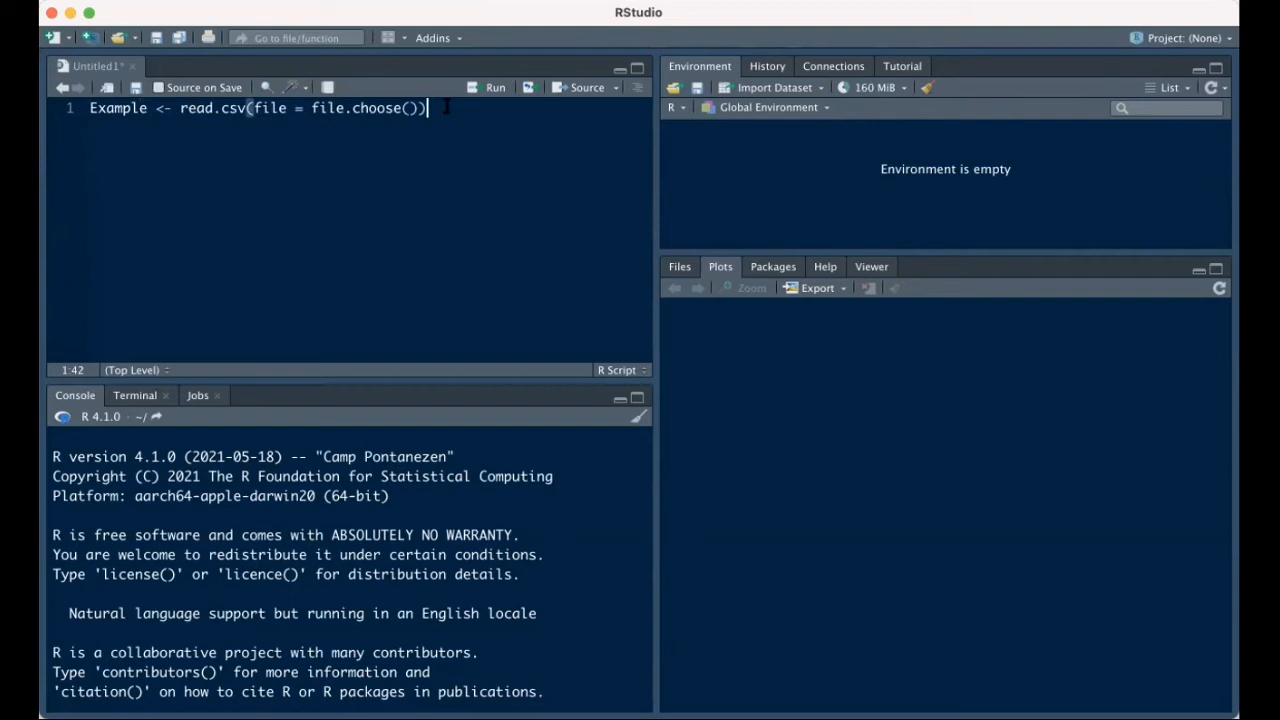 RStudio
Go to file/function
Addins
Project: (None)
Untitled1*
Source on Save
Run
Source
1 Example <- read.csv(file = file.choose())
1:42 (Top Level) R Script
Console Terminal Jobs
R 4.1.0 · ~/
R version 4.1.0 (2021-05-18) -- "Camp Pontanezen"
Copyright (C) 2021 The R Foundation for Statistical Computing
Platform: aarch64-apple-darwin20 (64-bit)
R is free software and comes with ABSOLUTELY NO WARRANTY.
You are welcome to redistribute it under certain conditions.
Type 'license()' or 'licence()' for distribution details.
Natural language support but running in an English locale
R is a collaborative project with many contributors.
Type 'contributors()' for more information and
'citation()' on how to cite R or R packages in publications.
Environment History Connections Tutorial
Import Dataset 160 MiB List
R Global Environment
Environment is empty
Files Plots Packages Help Viewer
Zoom Export